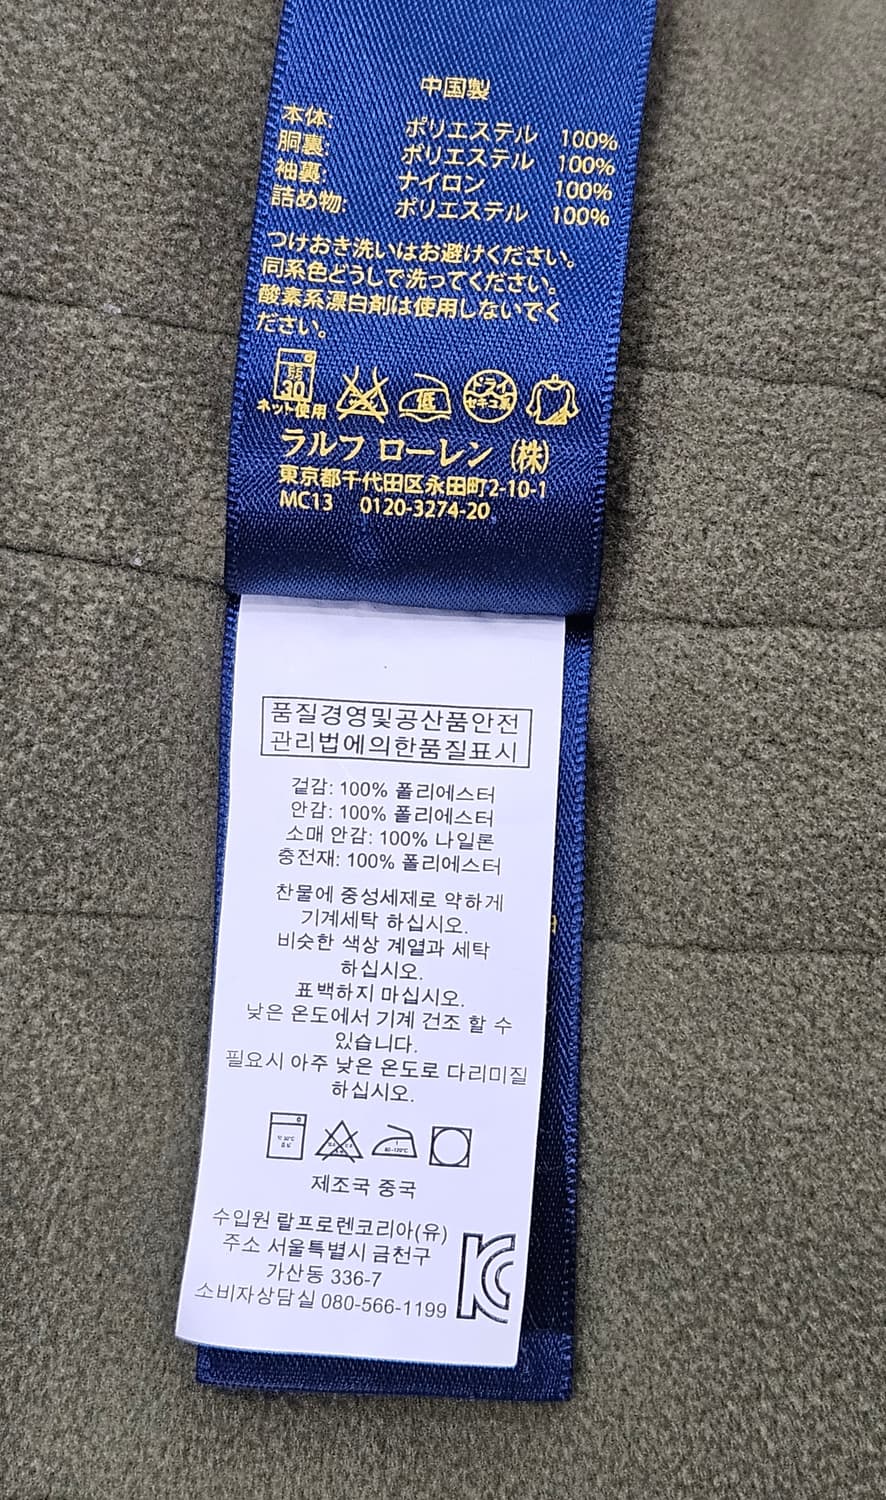 中国製
本体: ポリエステル 100%
胴裏: ポリエステル 100%
袖裏: ナイロン 100%
詰め物: ポリエステル 100%
つけおき洗いはお避けください。
同系色どうしで洗ってください。
酸素系漂白剤は使用しないでく
ださい。
弱
30
ネット使用
低
ドライ
セキユ系
ラルフ ローレン (株)
東京都千代田区永田町2-10-1
MC13 0120-3274-20
품질경영및공산품안전
관리법에의한품질표시
겉감: 100% 폴리에스터
안감: 100% 폴리에스터
소매 안감: 100% 나일론
충전재: 100% 폴리에스터
찬물에 중성세제로 약하게
기계세탁 하십시오.
비슷한 색상 계열과 세탁
하십시오.
표백하지 마십시오.
낮은 온도에서 기계 건조 할 수
있습니다.
필요시 아주 낮은 온도로 다리미질
하십시오.
제조국 중국
수입원 랄프로렌코리아(유)
주소 서울특별시 금천구
가산동 336-7
소비자상담실 080-566-1199